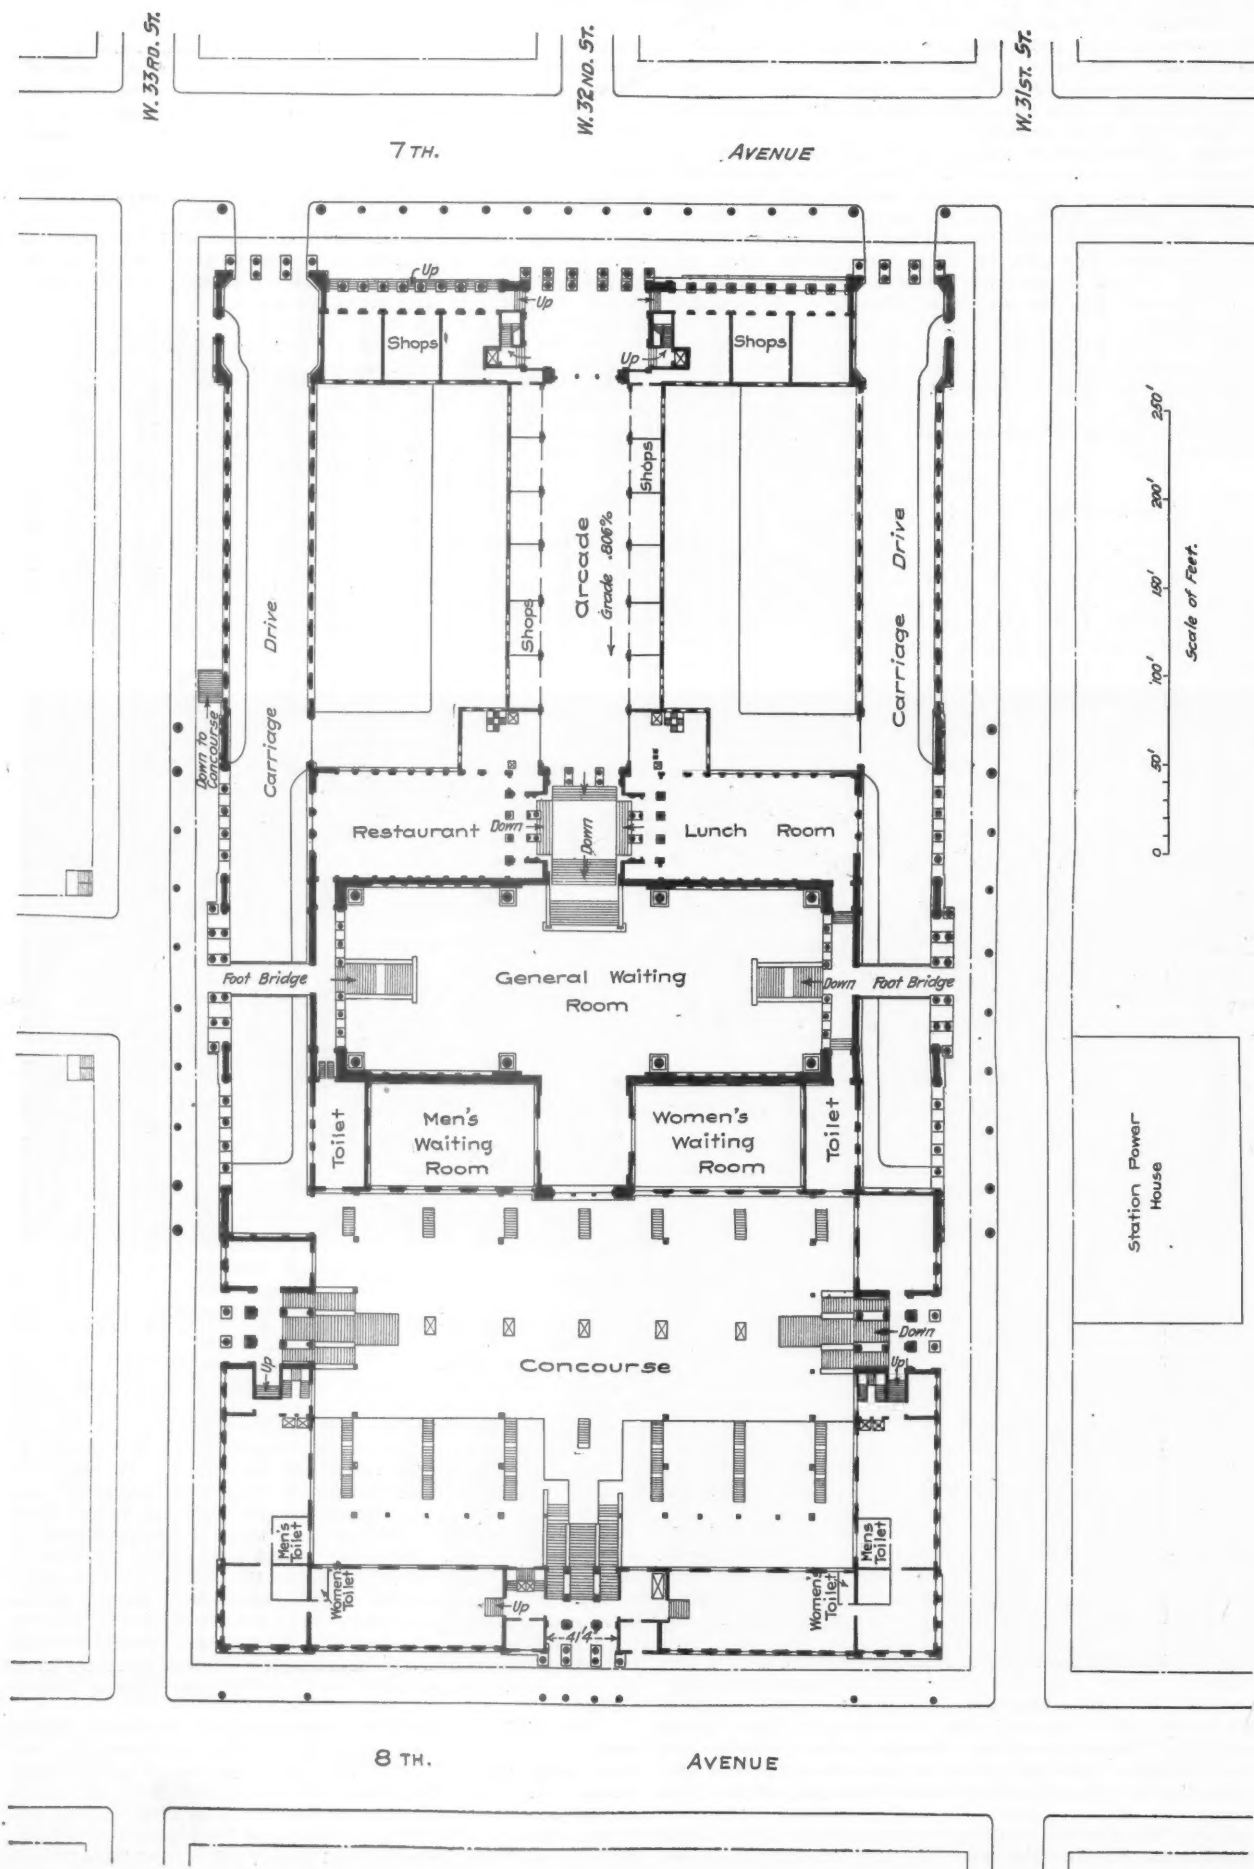 W. 33RD. ST.
W. 32ND. ST.
W. 31ST. ST.
7 TH. AVENUE
Up
Up
Shops
Up
Shops
250'
200'
150'
100'
50'
0
Scale of Feet.
Shops
Arcade
Grade .806%
Shops
Carriage Drive
Carriage Drive
Down to
Concourse
Restaurant
Down
Down
Lunch Room
Foot Bridge
General Waiting
Room
Down
Foot Bridge
Toilet
Men's
Waiting
Room
Women's
Waiting
Room
Toilet
Station Power
House
Down
Concourse
Up
Up
Men's
Toilet
Men's
Toilet
Women's
Toilet
Women's
Toilet
Up
41'4"
8 TH. AVENUE